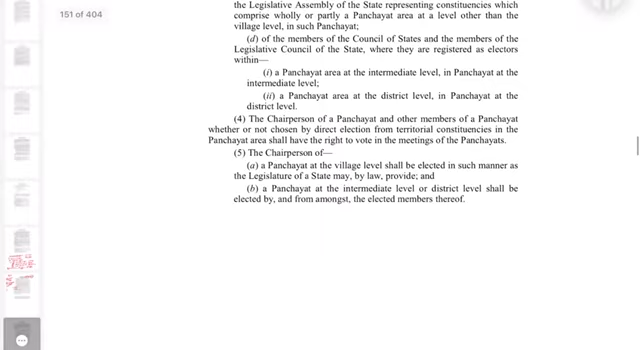 151 of 404
the Legislative Assembly of the State representing constituencies which
comprise wholly or partly a Panchayat area at a level other than the
village level, in such Panchayat;
(d) of the members of the Council of States and the members of the
Legislative Council of the State, where they are registered as electors
within—
(i) a Panchayat area at the intermediate level, in Panchayat at the
intermediate level;
(ii) a Panchayat area at the district level, in Panchayat at the
district level.
(4) The Chairperson of a Panchayat and other members of a Panchayat
whether or not chosen by direct election from territorial constituencies in the
Panchayat area shall have the right to vote in the meetings of the Panchayats.
(5) The Chairperson of—
(a) a Panchayat at the village level shall be elected in such manner as
the Legislature of a State may, by law, provide; and
(b) a Panchayat at the intermediate level or district level shall be
elected by, and from amongst, the elected members thereof.